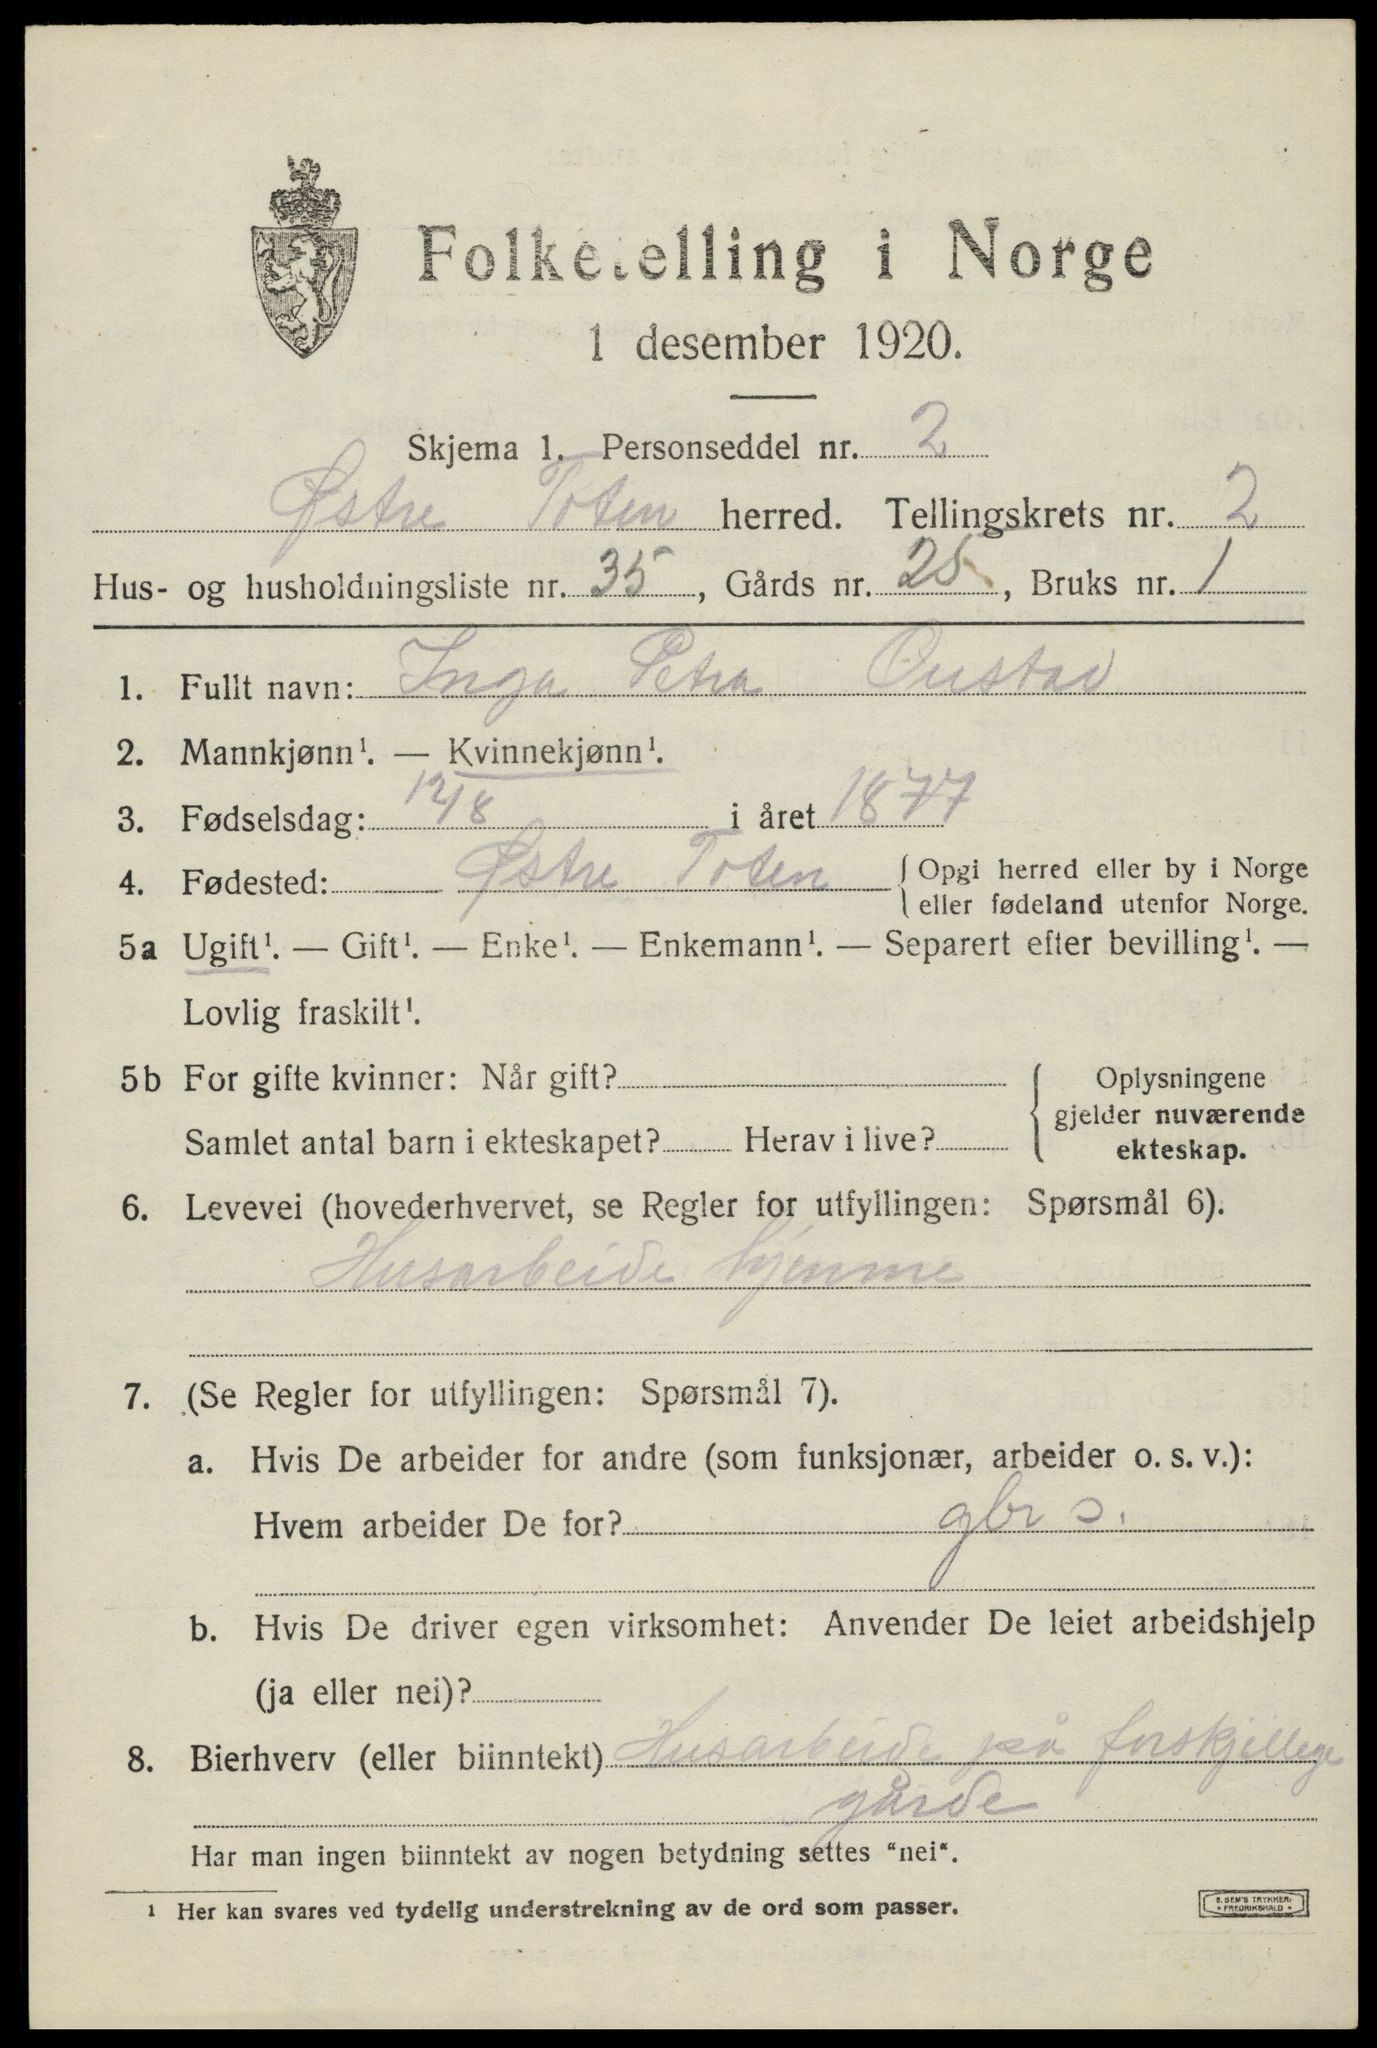 Folketelling i Norge
1 desember 1920.
Skjema 1. Personseddel nr. 2
Østre Toten herred. Tellingskrets nr. 2
Hus- og husholdningsliste nr. 35, Gårds nr. 25, Bruks nr. 1
1. Fullt navn: Inga Petra Oustad
2. Mannkjønn¹. — Kvinnekjønn¹.
3. Fødselsdag: 12/8 i året 1877
4. Fødested: Østre Toten { Opgi herred eller by i Norge
eller fødeland utenfor Norge.
5a Ugift¹. — Gift¹. — Enke¹. — Enkemann¹. — Separert efter bevilling¹. —
Lovlig fraskilt¹.
5b For gifte kvinner: Når gift? { Oplysningene
gjelder nuværende
Samlet antal barn i ekteskapet? Herav i live? ekteskap.
6. Levevei (hovederhvervet, se Regler for utfyllingen: Spørsmål 6).
Husarbeide hjemme
7. (Se Regler for utfyllingen: Spørsmål 7).
a. Hvis De arbeider for andre (som funksjonær, arbeider o. s. v.):
Hvem arbeider De for? gbr s.
b. Hvis De driver egen virksomhet: Anvender De leiet arbeidshjelp
(ja eller nei)?
8. Bierhverv (eller biinntekt) Husarbeide på forskjellege
gårde
Har man ingen biinntekt av nogen betydning settes "nei".
¹ Her kan svares ved tydelig understrekning av de ord som passer.
E. SEM'S TRYKKERI
* FREDRIKSHALD *